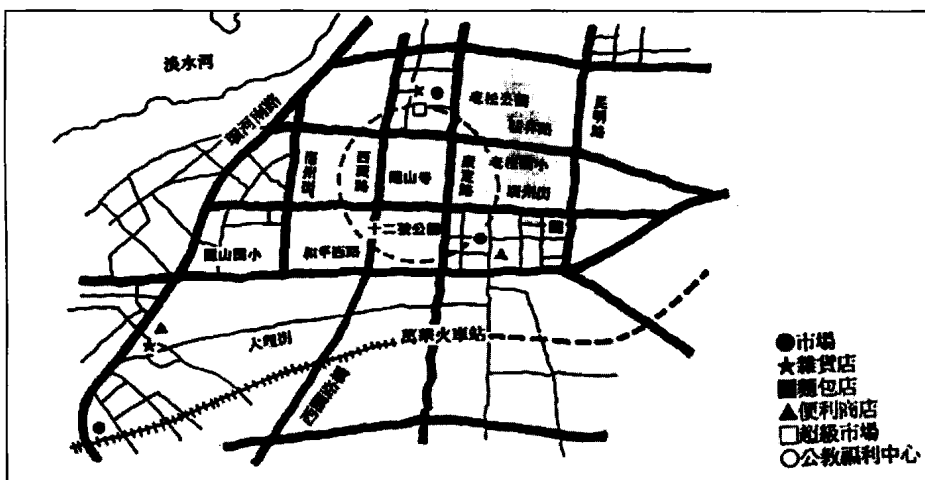 淡水河
環河南路
老松公園
桂林路
昆明路
西園路
龍山寺
康定路
老松國小
廣州街
十二號公園
龍山國小
和平西路
大理街
萬華火車站
西園路
●市場
★雜貨店
麵包店
▲便利商店
□超級市場
○公教福利中心